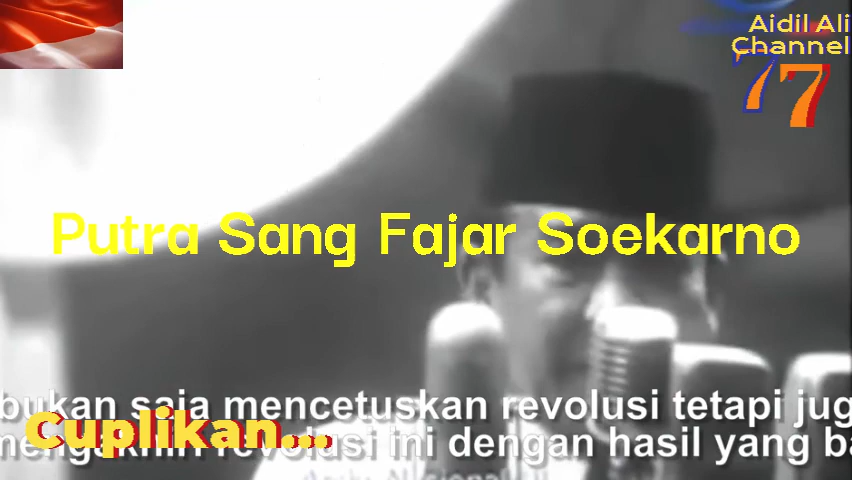 Aidil Ali
Channel
77
Putra Sang Fajar Soekarno
bukan saja mencetuskan revolusi tetapi jug
mengakhiri revolusi ini dengan hasil yang ba
Cuplikan...